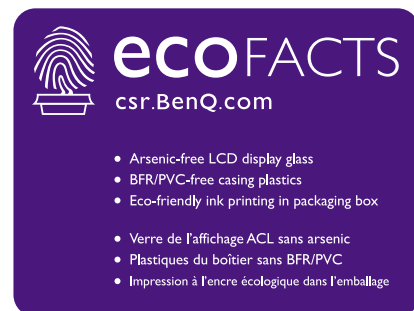 ecoFACTS
csr.BenQ.com
• Arsenic-free LCD display glass
• BFR/PVC-free casing plastics
• Eco-friendly ink printing in packaging box
• Verre de l'affichage ACL sans arsenic
• Plastiques du boîtier sans BFR/PVC
• Impression à l'encre écologique dans l'emballage